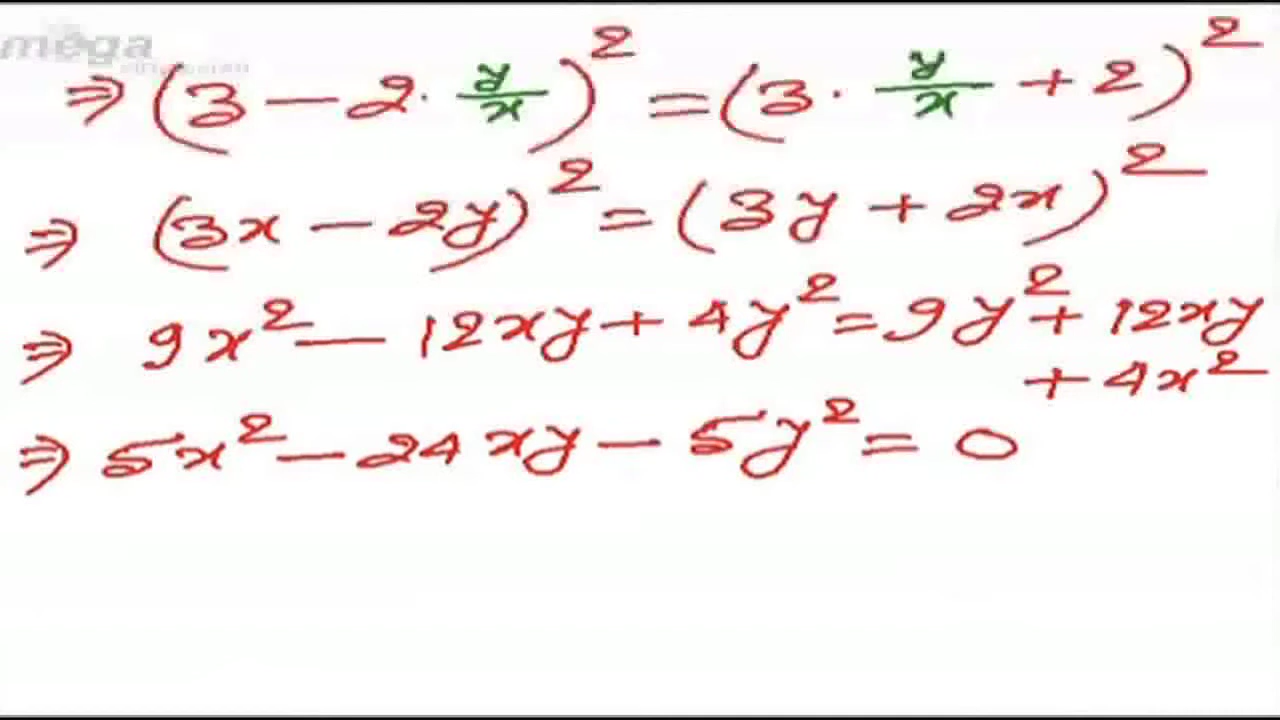 mega
⇒ (3 − 2 · y/x)² = (3 · y/x + 2)²
⇒ (3x − 2y)² = (3y + 2x)²
⇒ 9x² − 12xy + 4y² = 9y² + 12xy
+ 4x²
⇒ 5x² − 24xy − 5y² = 0